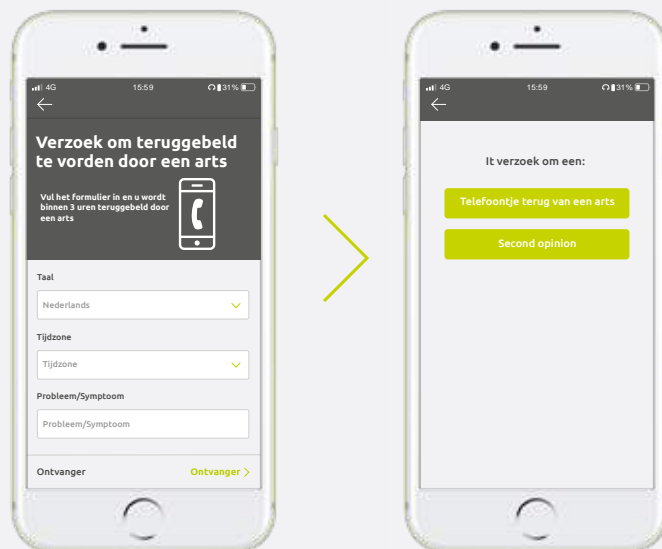 4G 15:59 31%
Verzoek om teruggebeld
te vorden door een arts
Vul het formulier in en u wordt
binnen 3 uren teruggebeld door
een arts
Taal
Nederlands
Tijdzone
Tijdzone
Probleem/Symptoom
Probleem/Symptoom
Ontvanger Ontvanger
4G 15:59 31%
It verzoek om een:
Telefoontje terug van een arts
Second opinion